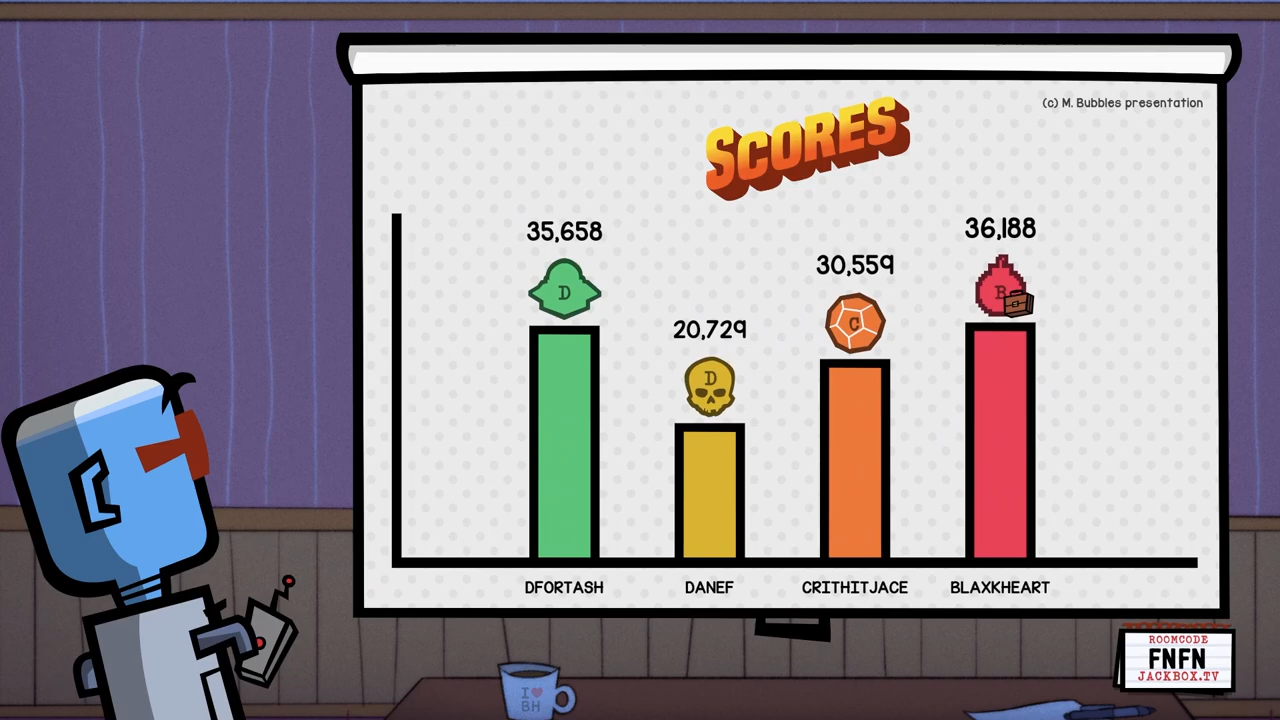 (c) M. Bubbles presentation
SCORES
35,658
36,188
30,559
20,729
D
B
C
D
DFORTASH DANEF CRITHITJACE BLAXKHEART
ROOMCODE
FNFN
JACKBOX.TV
I ♥
BH